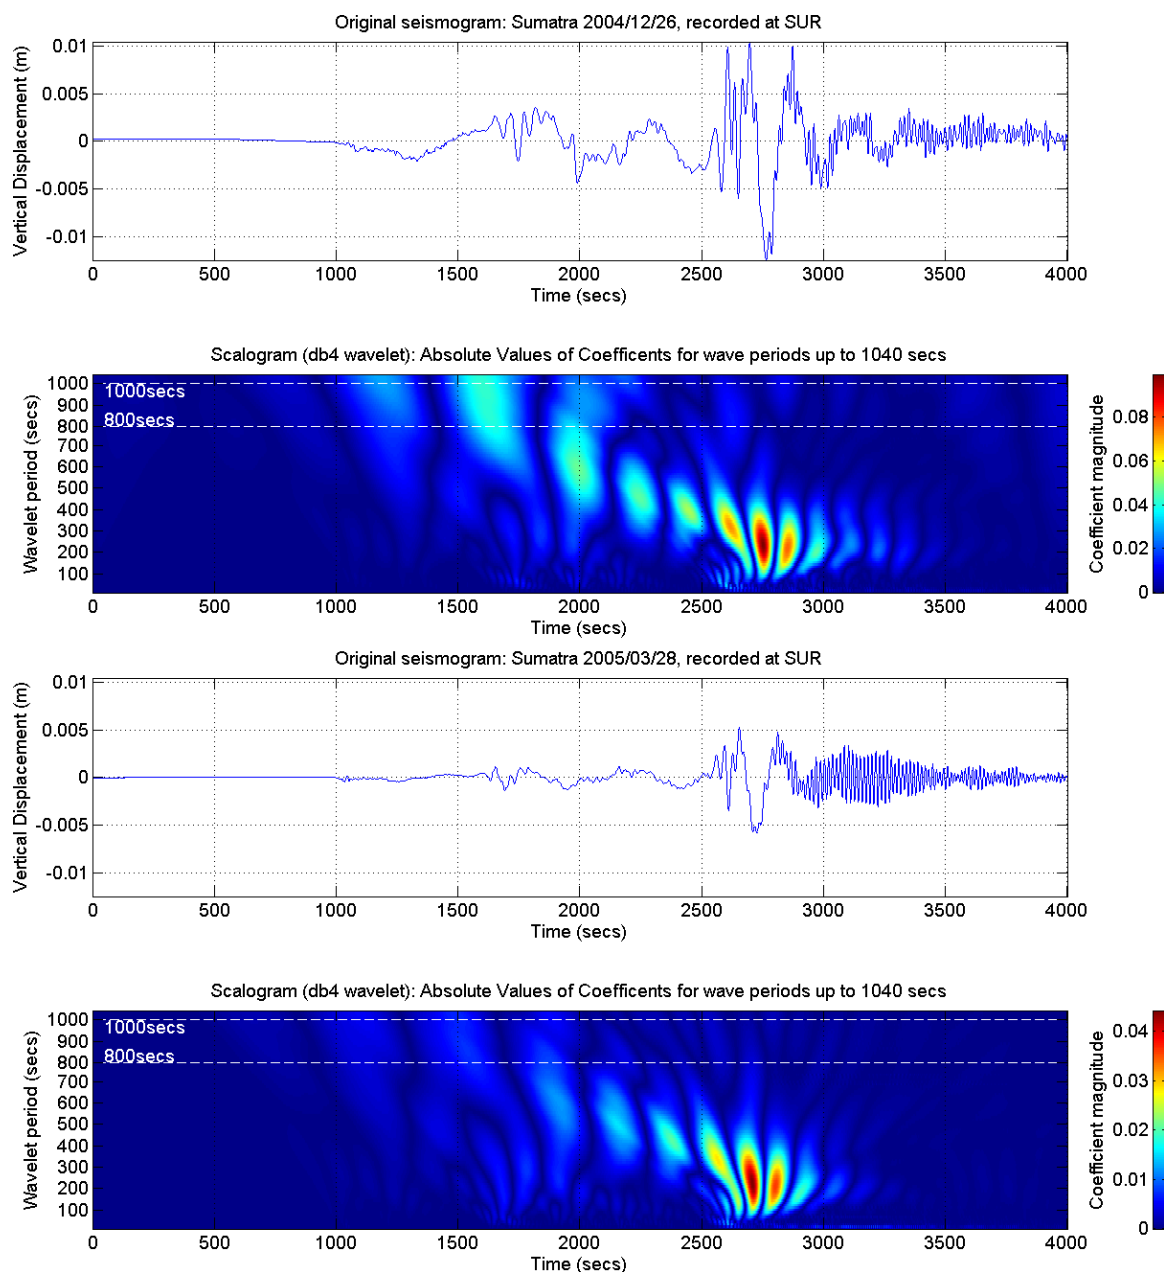 Original seismogram: Sumatra 2004/12/26, recorded at SUR
Vertical Displacement (m)
0.01
0.005
0
-0.005
-0.01
0 500 1000 1500 2000 2500 3000 3500 4000
Time (secs)
Scalogram (db4 wavelet): Absolute Values of Coefficents for wave periods up to 1040 secs
Wavelet period (secs)
1000
900
800
700
600
500
400
300
200
100
1000secs
800secs
0 500 1000 1500 2000 2500 3000 3500 4000
Time (secs)
Coefficient magnitude
0.08
0.06
0.04
0.02
0
Original seismogram: Sumatra 2005/03/28, recorded at SUR
Vertical Displacement (m)
0.01
0.005
0
-0.005
-0.01
0 500 1000 1500 2000 2500 3000 3500 4000
Time (secs)
Scalogram (db4 wavelet): Absolute Values of Coefficents for wave periods up to 1040 secs
Wavelet period (secs)
1000
900
800
700
600
500
400
300
200
100
1000secs
800secs
0 500 1000 1500 2000 2500 3000 3500 4000
Time (secs)
Coefficient magnitude
0.04
0.03
0.02
0.01
0